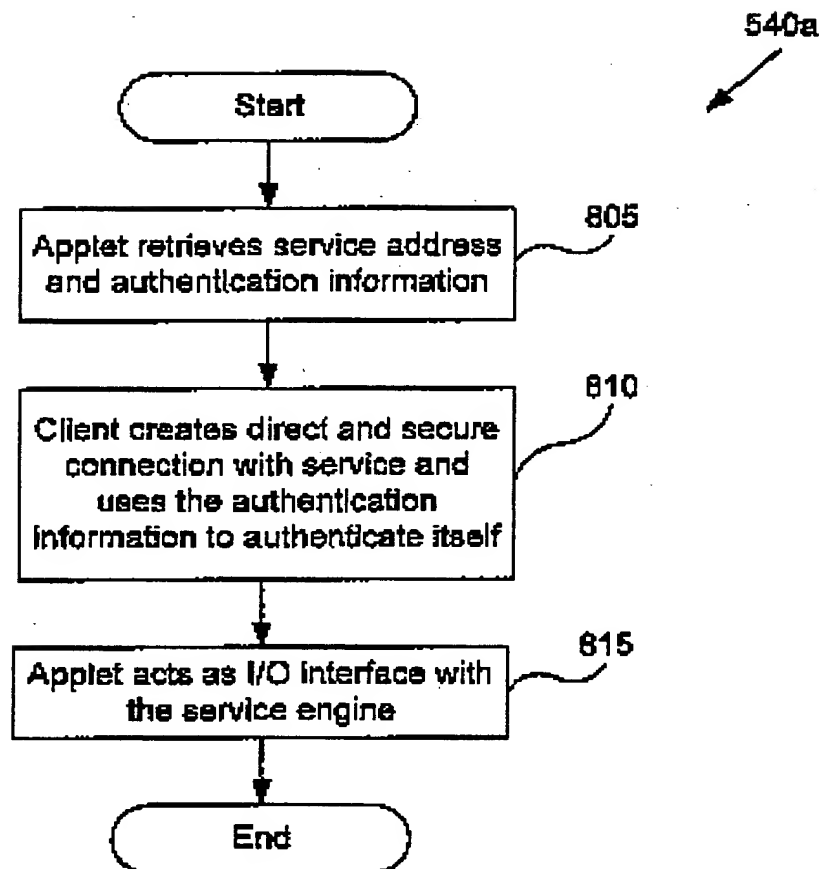 540a
Start
805
Applet retrieves service address
and authentication information
810
Client creates direct and secure
connection with service and
uses the authentication
information to authenticate itself
815
Applet acts as I/O interface with
the service engine
End